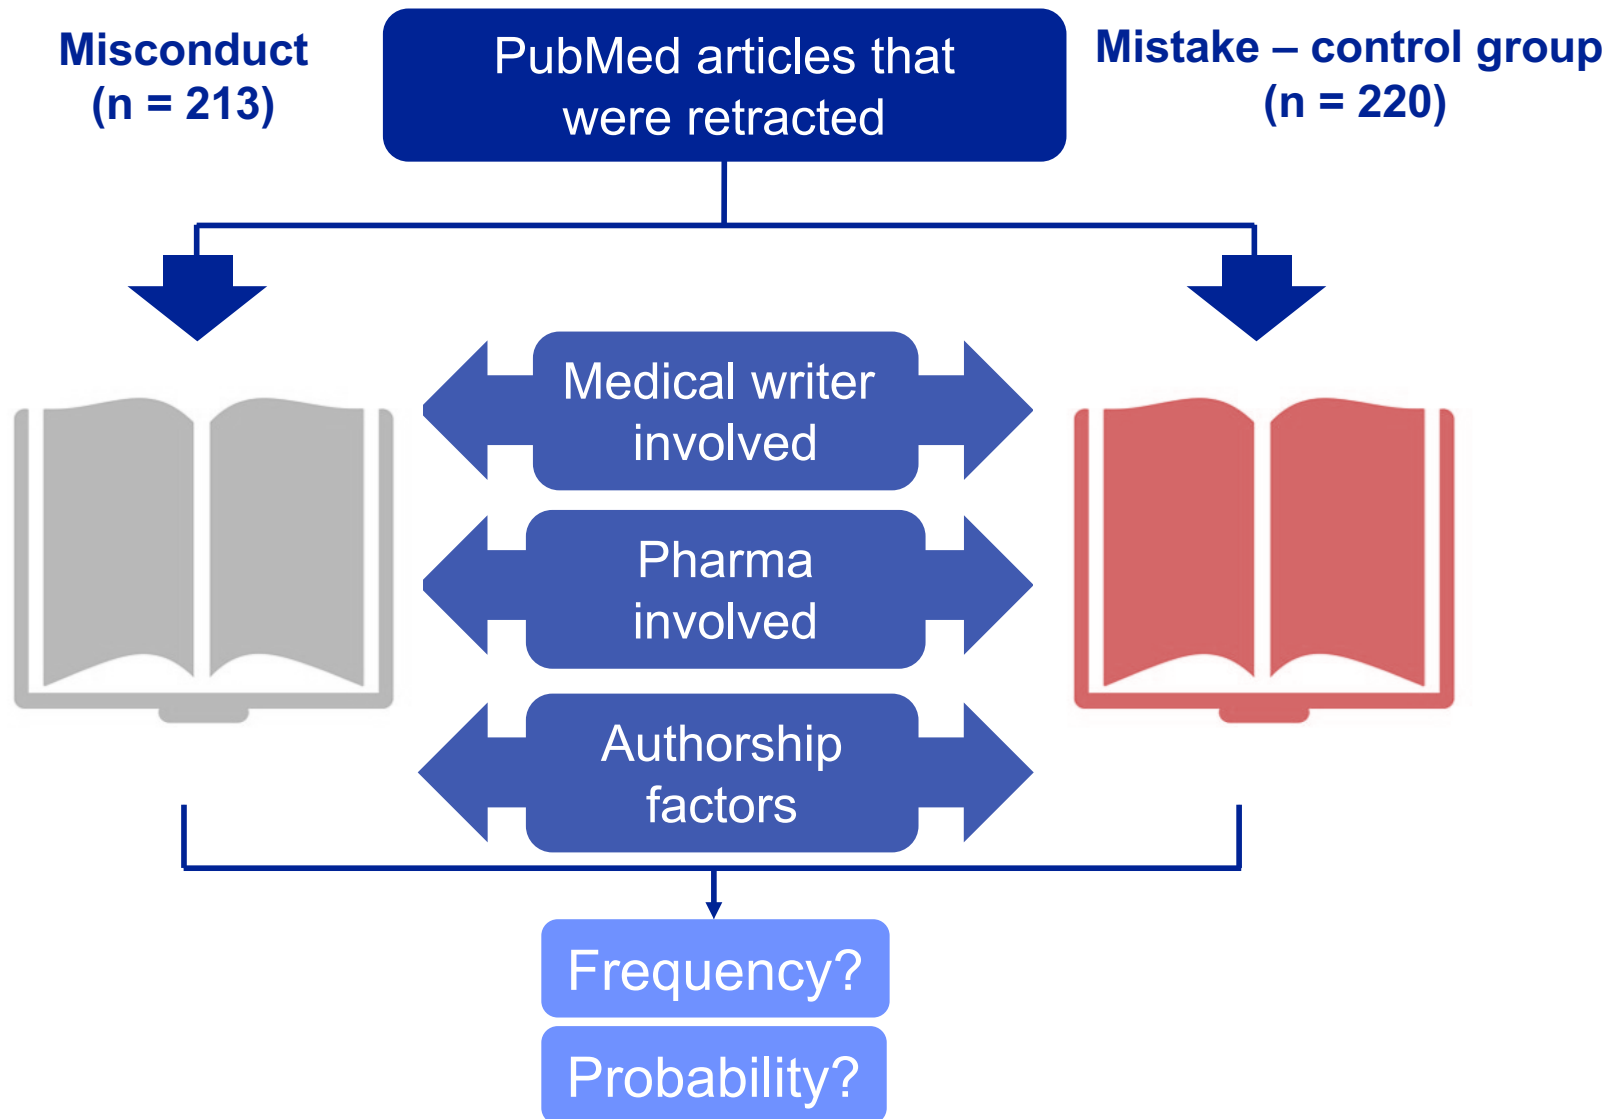 Misconduct
(n = 213)
PubMed articles that
were retracted
Mistake – control group
(n = 220)
Medical writer
involved
Pharma
involved
Authorship
factors
Frequency?
Probability?